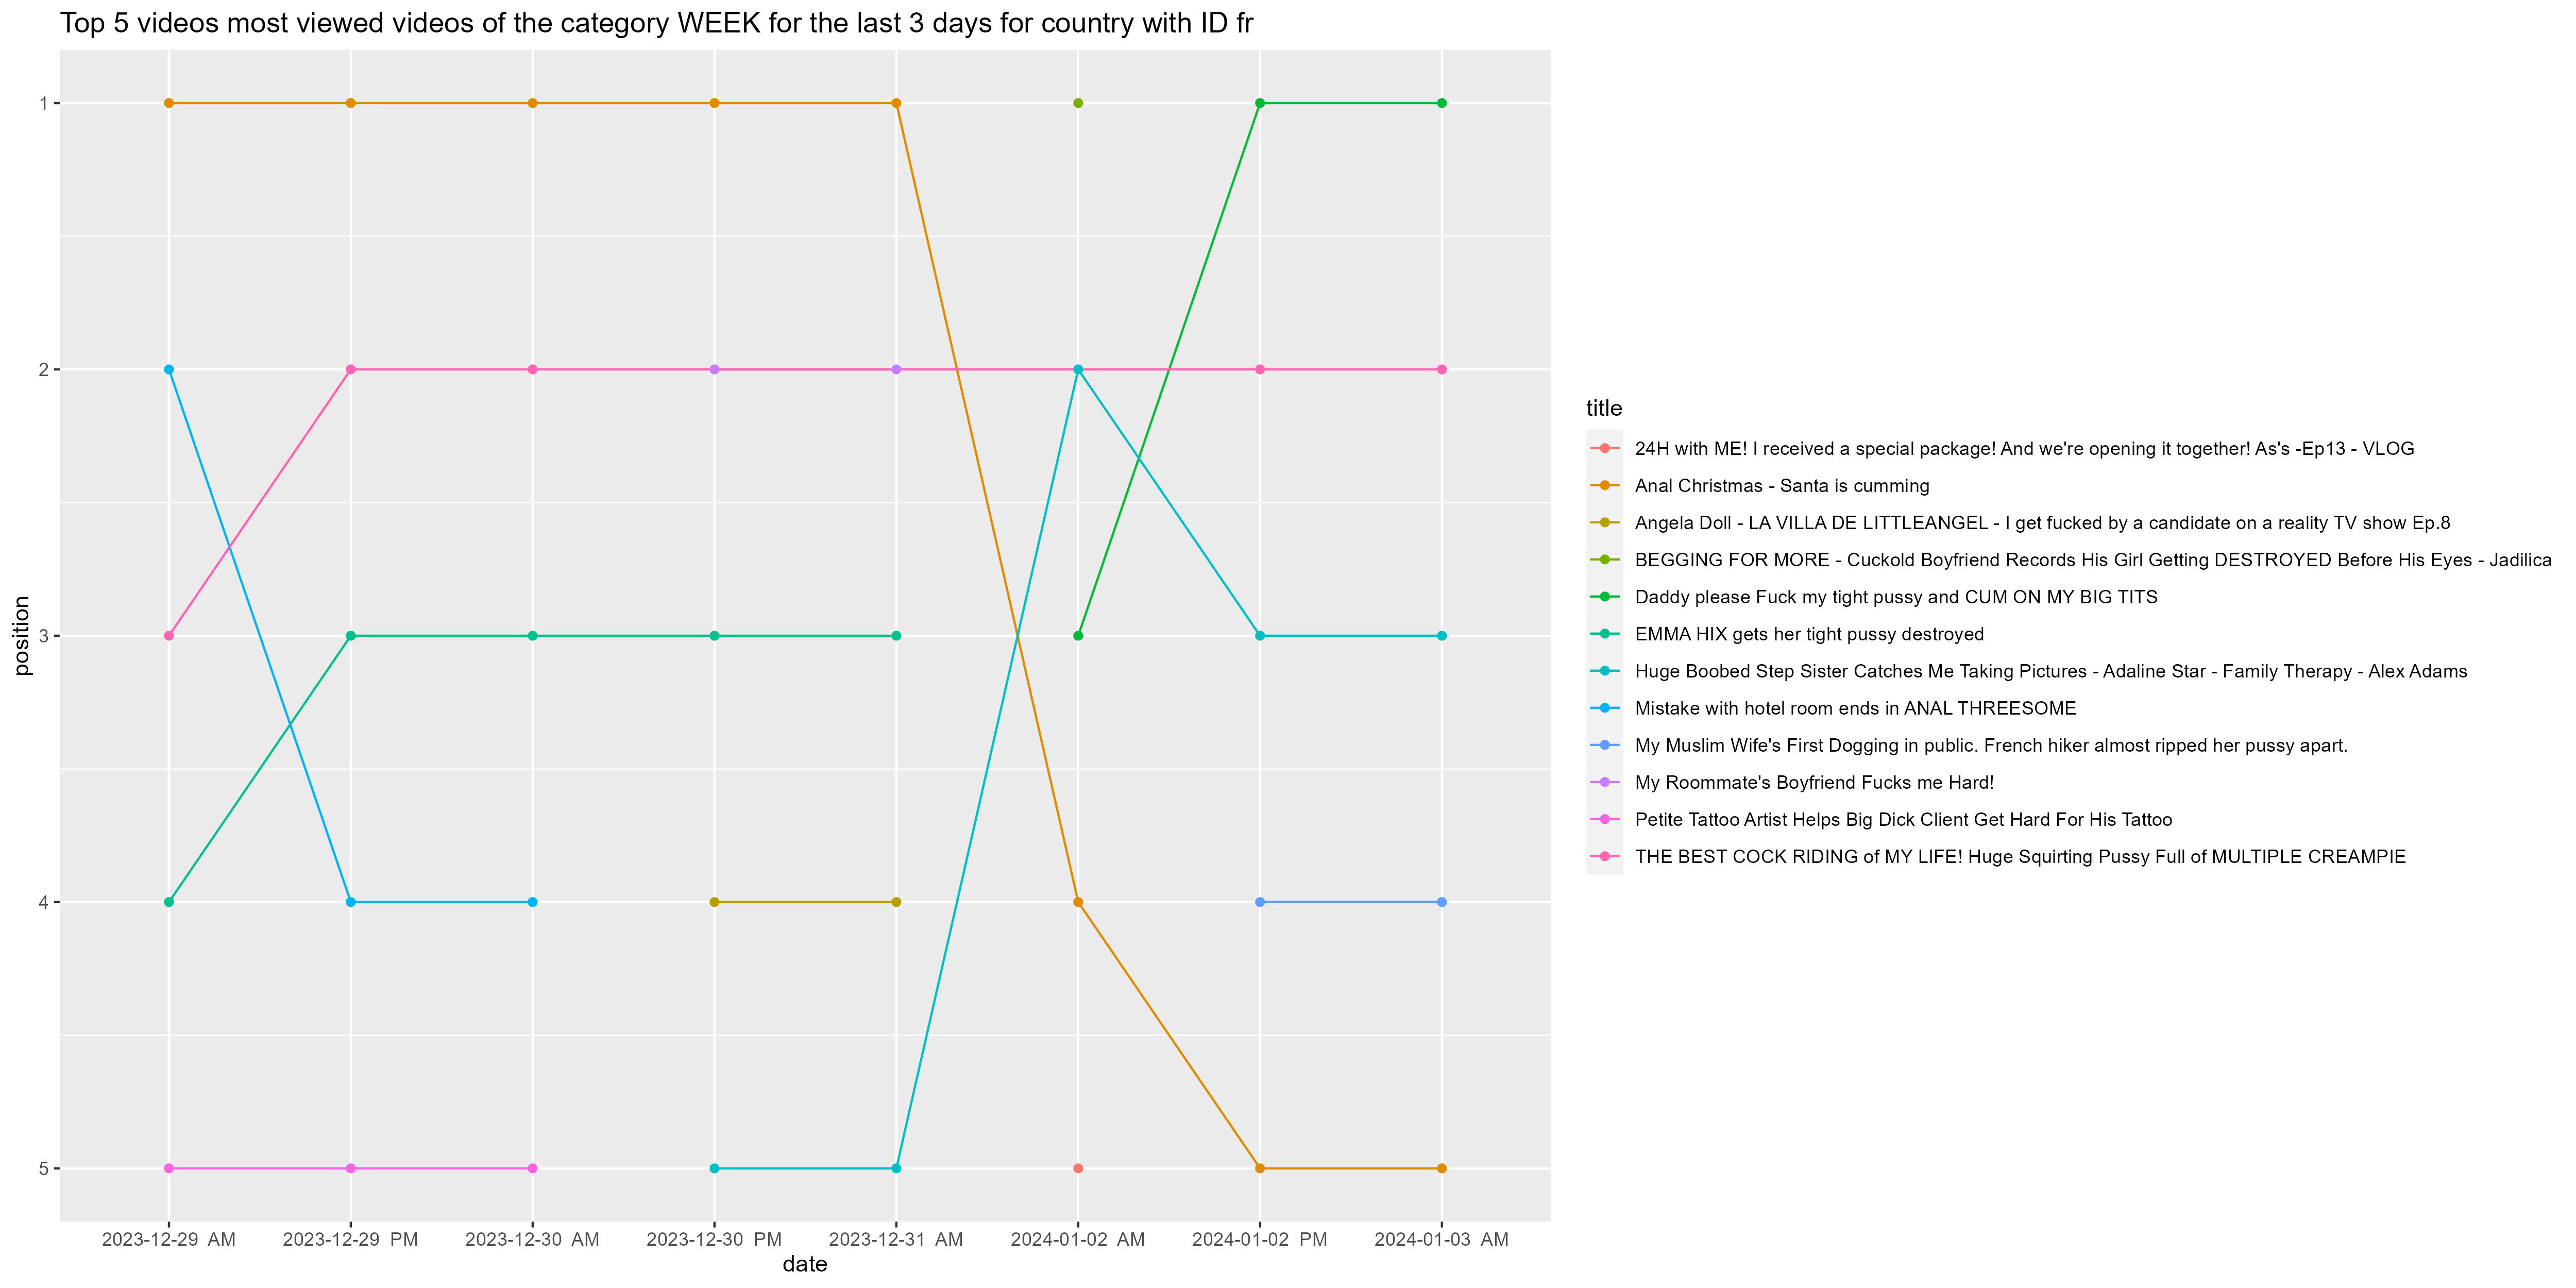 Top 5 videos most viewed videos of the category WEEK for the last 3 days for country with ID fr
position
1
2
3
4
5
2023-12-29 AM
2023-12-29 PM
2023-12-30 AM
2023-12-30 PM
2023-12-31 AM
2024-01-02 AM
2024-01-02 PM
2024-01-03 AM
date
title
24H with ME! I received a special package! And we're opening it together! As's -Ep13 - VLOG
Anal Christmas - Santa is cumming
Angela Doll - LA VILLA DE LITTLEANGEL - I get fucked by a candidate on a reality TV show Ep.8
BEGGING FOR MORE - Cuckold Boyfriend Records His Girl Getting DESTROYED Before His Eyes - Jadilica
Daddy please Fuck my tight pussy and CUM ON MY BIG TITS
EMMA HIX gets her tight pussy destroyed
Huge Boobed Step Sister Catches Me Taking Pictures - Adaline Star - Family Therapy - Alex Adams
Mistake with hotel room ends in ANAL THREESOME
My Muslim Wife's First Dogging in public. French hiker almost ripped her pussy apart.
My Roommate's Boyfriend Fucks me Hard!
Petite Tattoo Artist Helps Big Dick Client Get Hard For His Tattoo
THE BEST COCK RIDING of MY LIFE! Huge Squirting Pussy Full of MULTIPLE CREAMPIE